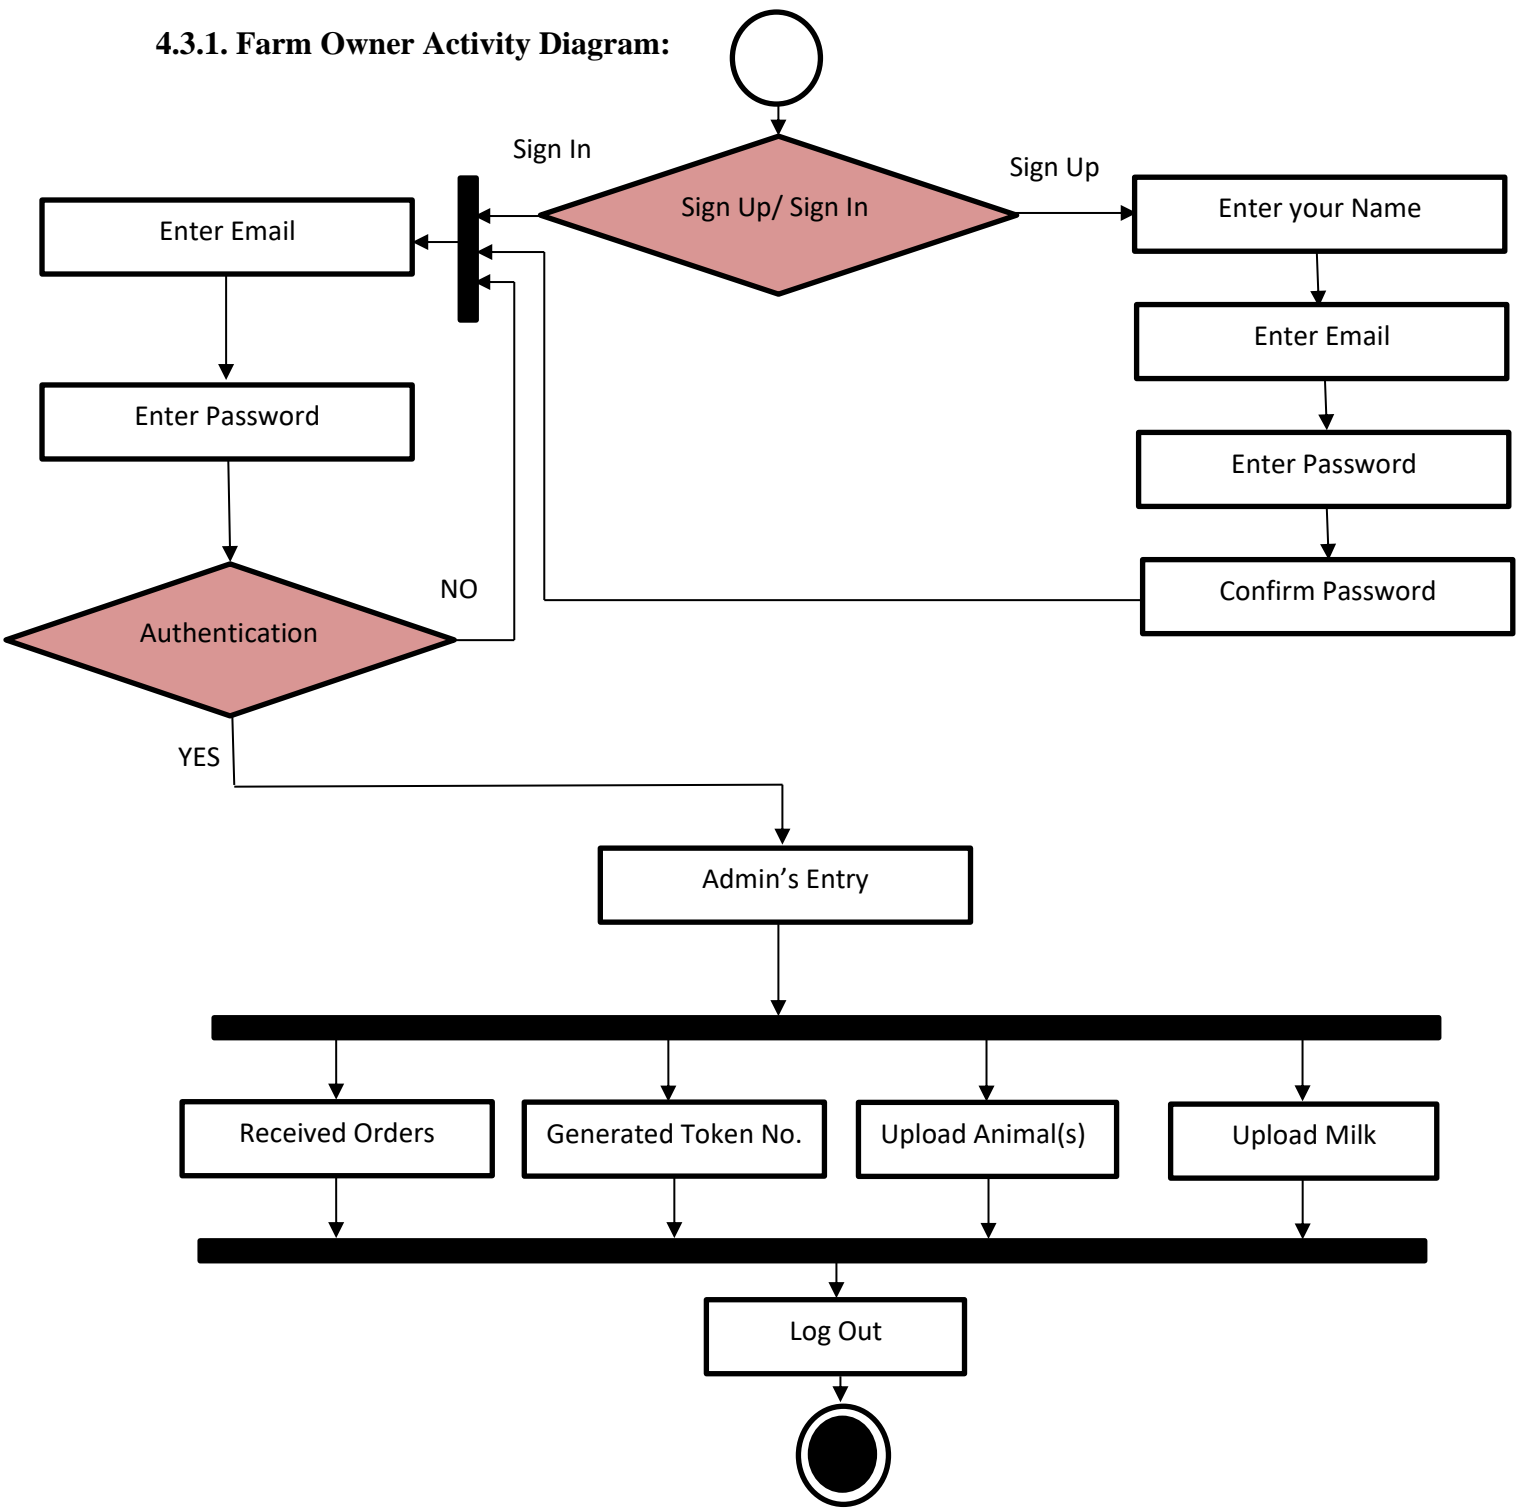 4.3.1. Farm Owner Activity Diagram:
Sign In
Sign Up
Sign Up/ Sign In
Enter your Name
Enter Email
Enter Email
Enter Password
Enter Password
Confirm Password
NO
Authentication
YES
Admin’s Entry
Received Orders
Generated Token No.
Upload Animal(s)
Upload Milk
Log Out